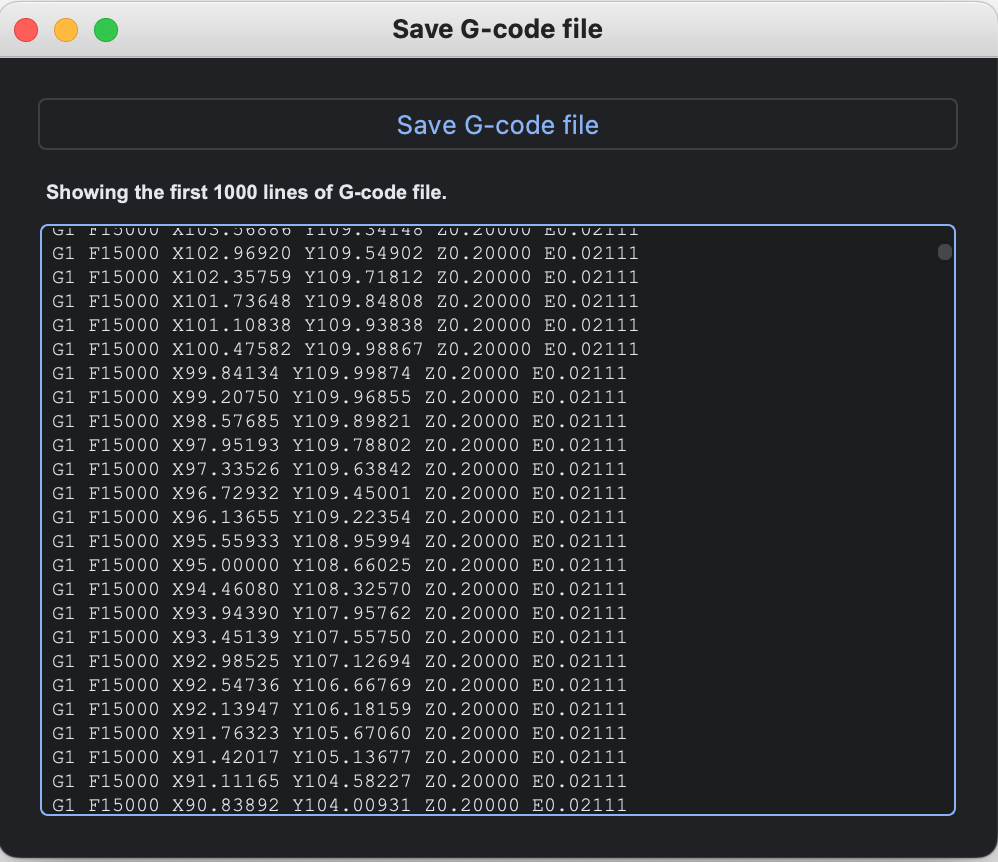 Save G-code file
Save G-code file
Showing the first 1000 lines of G-code file.
G1 F15000 X103.56886 Y109.34148 Z0.20000 E0.02111
G1 F15000 X102.96920 Y109.54902 Z0.20000 E0.02111
G1 F15000 X102.35759 Y109.71812 Z0.20000 E0.02111
G1 F15000 X101.73648 Y109.84808 Z0.20000 E0.02111
G1 F15000 X101.10838 Y109.93838 Z0.20000 E0.02111
G1 F15000 X100.47582 Y109.98867 Z0.20000 E0.02111
G1 F15000 X99.84134 Y109.99874 Z0.20000 E0.02111
G1 F15000 X99.20750 Y109.96855 Z0.20000 E0.02111
G1 F15000 X98.57685 Y109.89821 Z0.20000 E0.02111
G1 F15000 X97.95193 Y109.78802 Z0.20000 E0.02111
G1 F15000 X97.33526 Y109.63842 Z0.20000 E0.02111
G1 F15000 X96.72932 Y109.45001 Z0.20000 E0.02111
G1 F15000 X96.13655 Y109.22354 Z0.20000 E0.02111
G1 F15000 X95.55933 Y108.95994 Z0.20000 E0.02111
G1 F15000 X95.00000 Y108.66025 Z0.20000 E0.02111
G1 F15000 X94.46080 Y108.32570 Z0.20000 E0.02111
G1 F15000 X93.94390 Y107.95762 Z0.20000 E0.02111
G1 F15000 X93.45139 Y107.55750 Z0.20000 E0.02111
G1 F15000 X92.98525 Y107.12694 Z0.20000 E0.02111
G1 F15000 X92.54736 Y106.66769 Z0.20000 E0.02111
G1 F15000 X92.13947 Y106.18159 Z0.20000 E0.02111
G1 F15000 X91.76323 Y105.67060 Z0.20000 E0.02111
G1 F15000 X91.42017 Y105.13677 Z0.20000 E0.02111
G1 F15000 X91.11165 Y104.58227 Z0.20000 E0.02111
G1 F15000 X90.83892 Y104.00931 Z0.20000 E0.02111